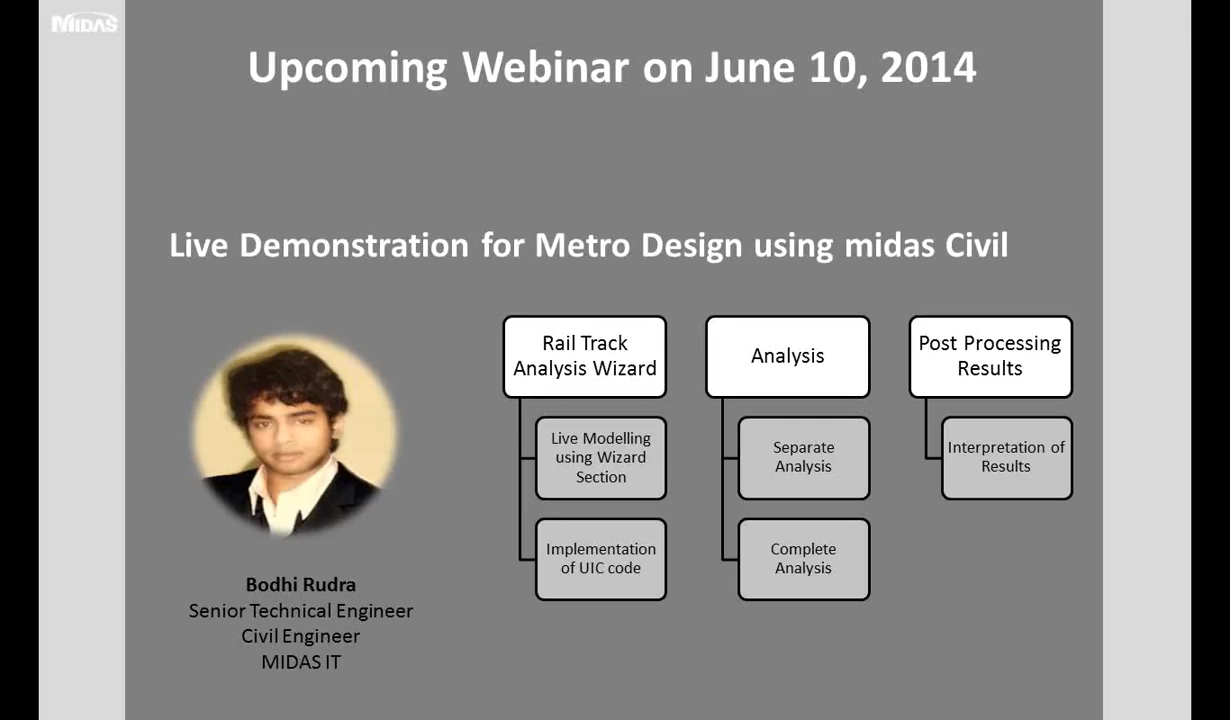 MIDAS
Upcoming Webinar on June 10, 2014
Live Demonstration for Metro Design using midas Civil
Rail Track
Analysis Wizard
Live Modelling
using Wizard
Section
Implementation
of UIC code
Analysis
Separate
Analysis
Complete
Analysis
Post Processing
Results
Interpretation of
Results
Bodhi Rudra
Senior Technical Engineer
Civil Engineer
MIDAS IT